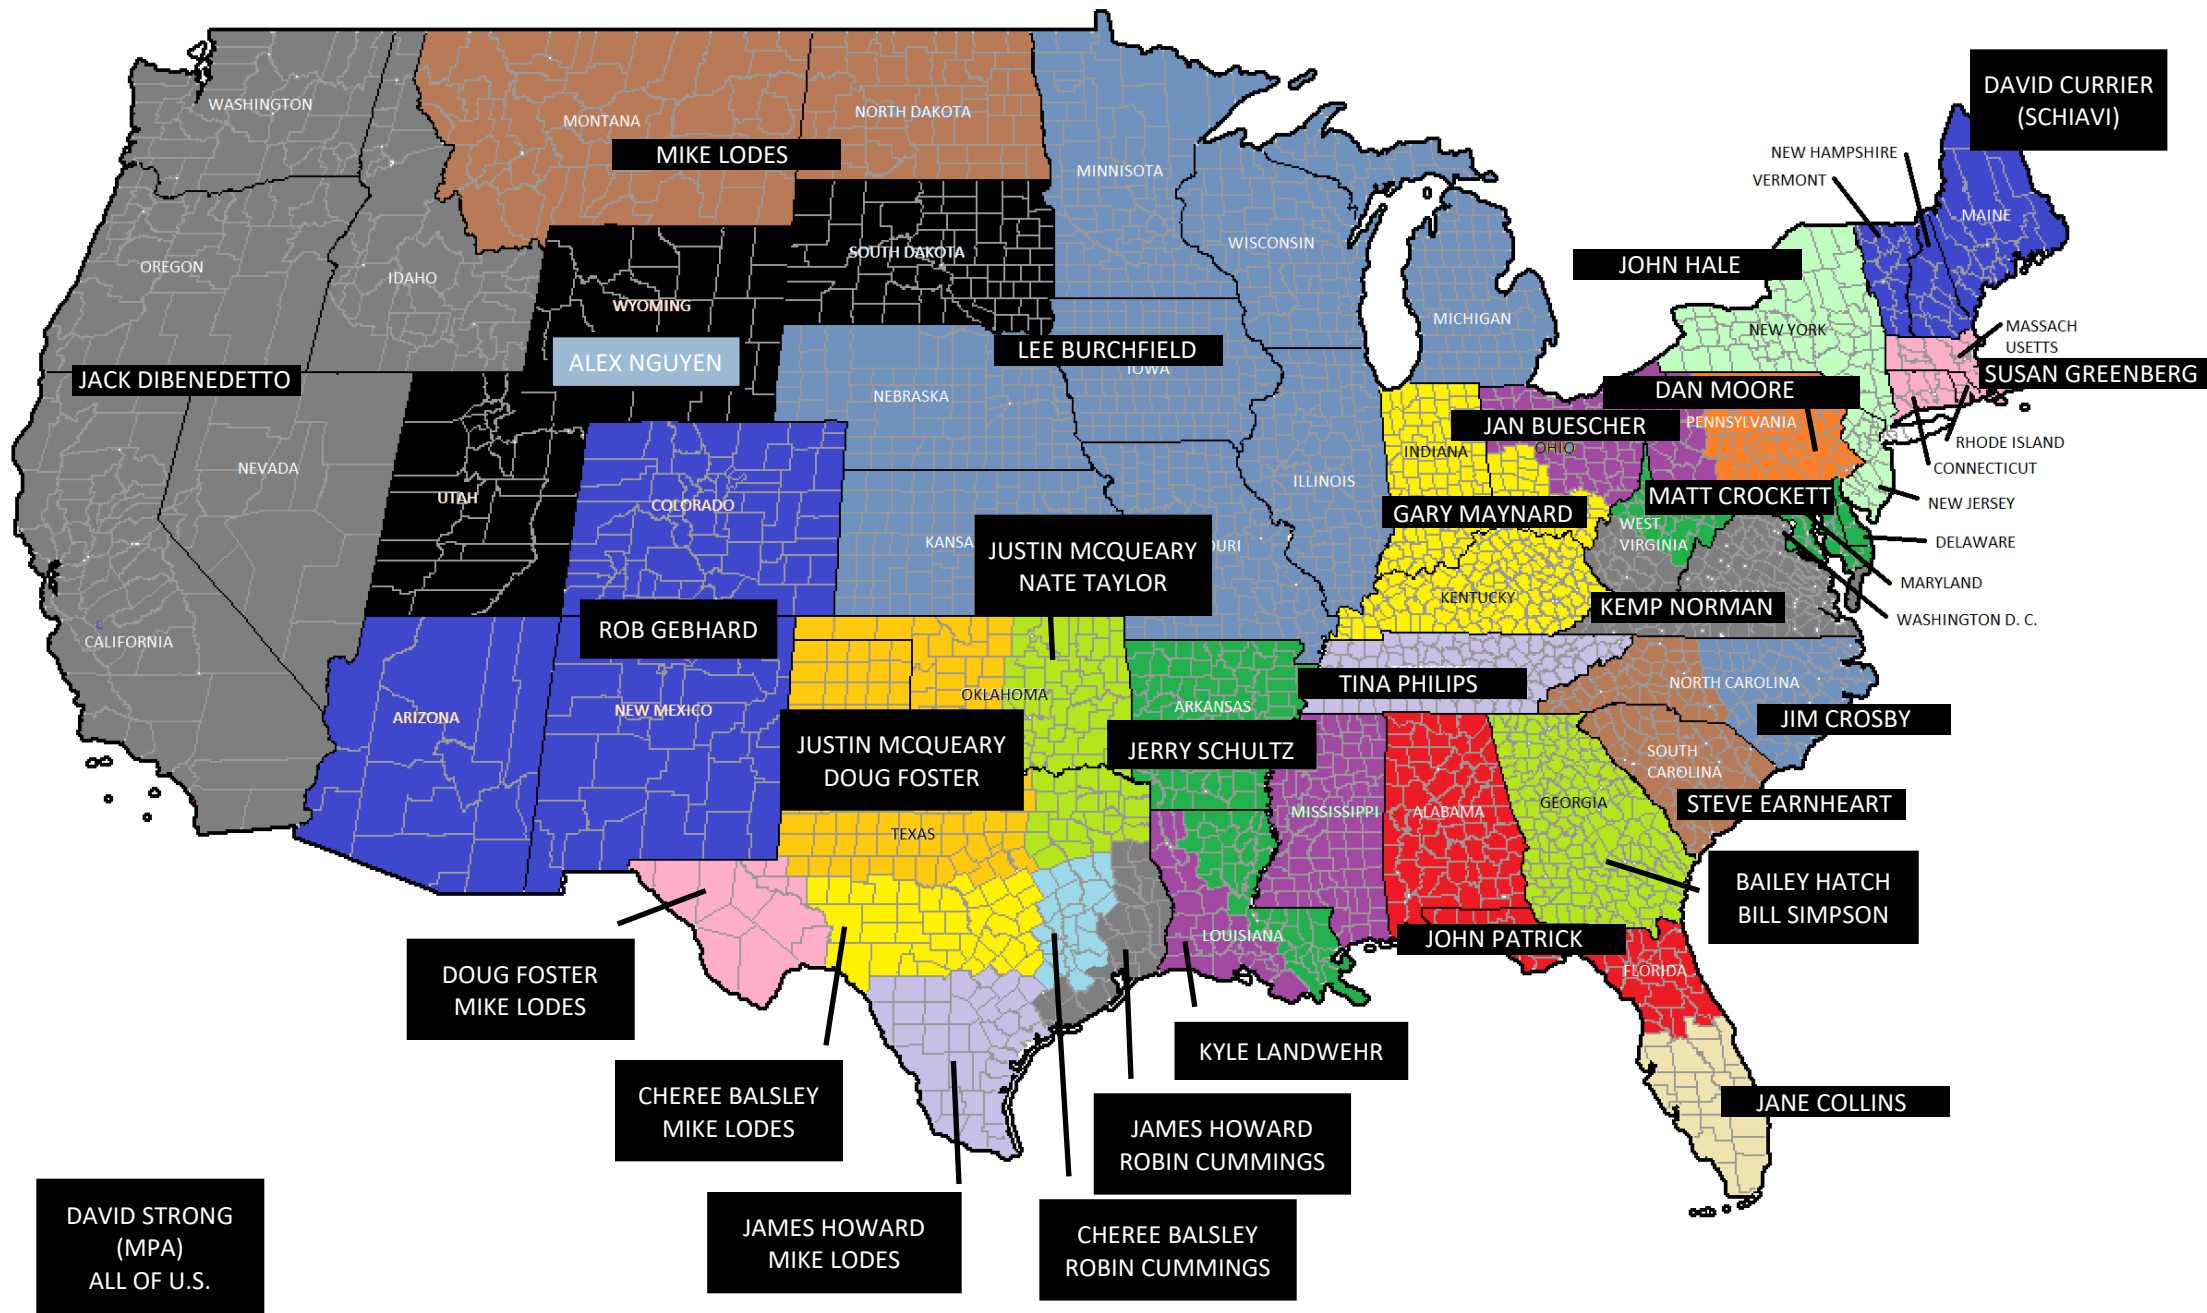 DAVID CURRIER
(SCHIAVI)
WASHINGTON
MONTANA
NORTH DAKOTA
MIKE LODES
MINNISOTA
NEW HAMPSHIRE
VERMONT
MAINE
OREGON
IDAHO
WYOMING
SOUTH DAKOTA
WISCONSIN
JOHN HALE
NEW YORK
MICHIGAN
MASSACH
USETTS
ALEX NGUYEN
LEE BURCHFIELD
IOWA
JACK DIBENEDETTO
SUSAN GREENBERG
DAN MOORE
NEBRASKA
JAN BUESCHER
OHIO
PENNSYLVANIA
INDIANA
RHODE ISLAND
CONNECTICUT
NEVADA
UTAH
COLORADO
ILLINOIS
GARY MAYNARD
MATT CROCKETT
NEW JERSEY
WEST
VIRGINIA
DELAWARE
KANSA
OURI
JUSTIN MCQUEARY
NATE TAYLOR
MARYLAND
KENTUCKY
KEMP NORMAN
WASHINGTON D. C.
CALIFORNIA
C
ROB GEBHARD
ARIZONA
NEW MEXICO
OKLAHOMA
ARKANSAS
TINA PHILIPS
NORTH CAROLINA
JIM CROSBY
JUSTIN MCQUEARY
DOUG FOSTER
JERRY SCHULTZ
SOUTH
CAROLINA
STEVE EARNHEART
TEXAS
MISSISSIPPI
ALABAMA
GEORGIA
BAILEY HATCH
BILL SIMPSON
LOUISIANA
JOHN PATRICK
FLORIDA
DOUG FOSTER
MIKE LODES
KYLE LANDWEHR
CHEREE BALSLEY
MIKE LODES
JAMES HOWARD
ROBIN CUMMINGS
JANE COLLINS
JAMES HOWARD
MIKE LODES
CHEREE BALSLEY
ROBIN CUMMINGS
DAVID STRONG
(MPA)
ALL OF U.S.